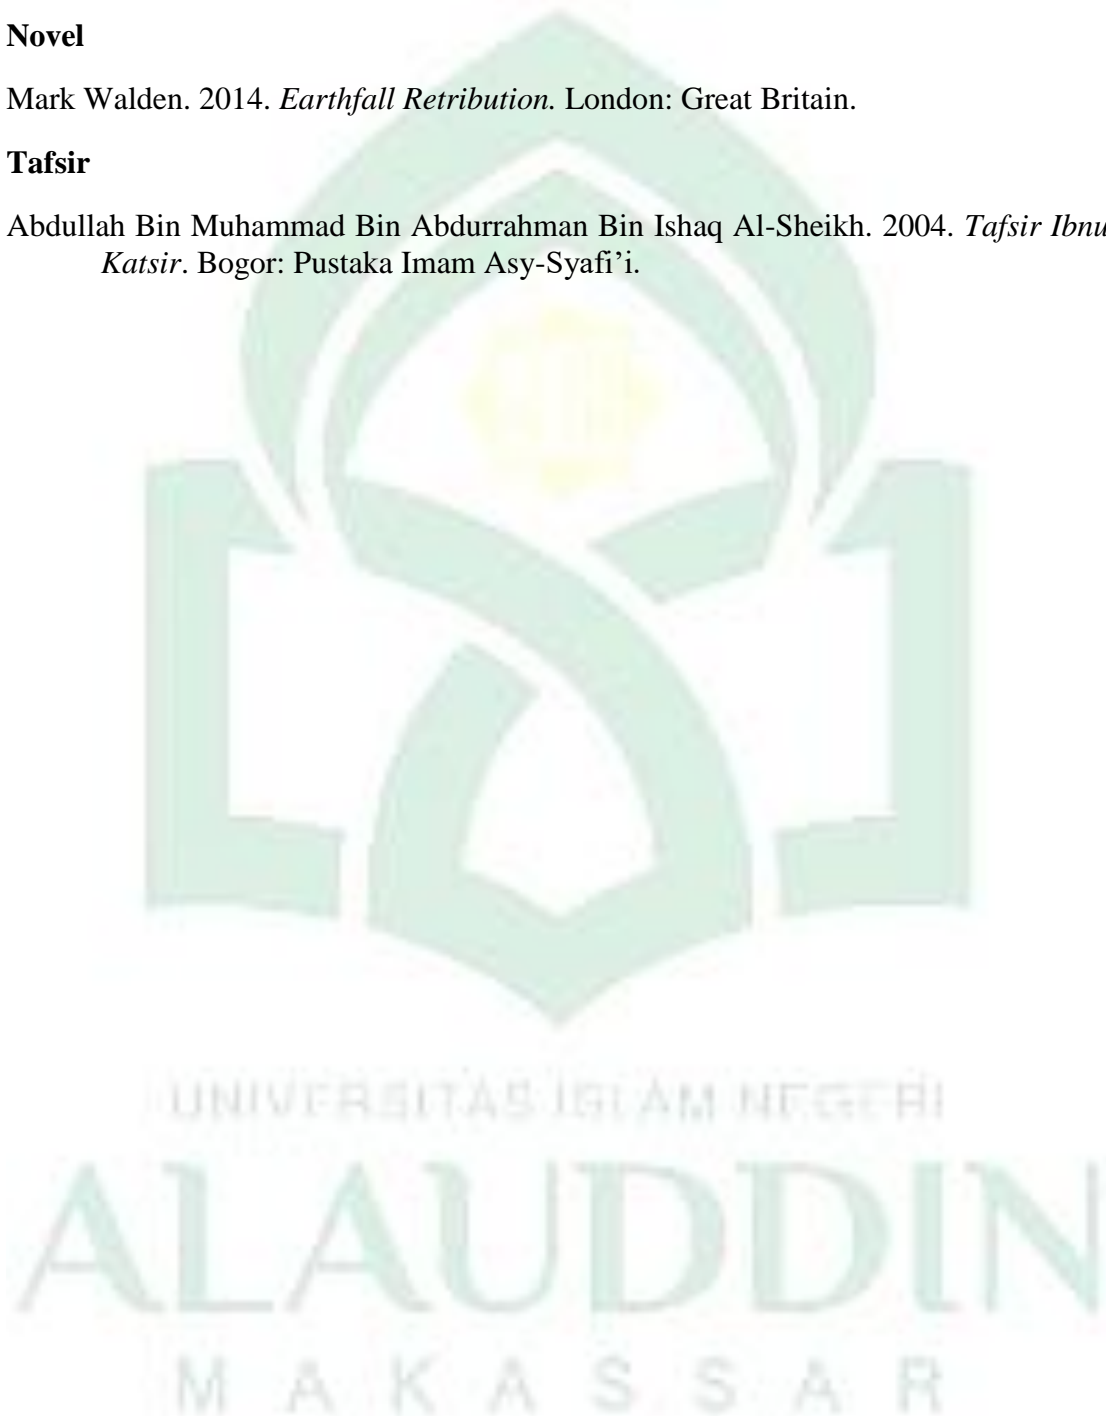 Novel
Mark Walden. 2014. Earthfall Retribution. London: Great Britain.
Tafsir
Abdullah Bin Muhammad Bin Abdurrahman Bin Ishaq Al-Sheikh. 2004. Tafsir Ibnu
Katsir. Bogor: Pustaka Imam Asy-Syafi’i.
UNIVERSITAS ISLAM NEGERI
ALAUDDIN
MAKASSAR